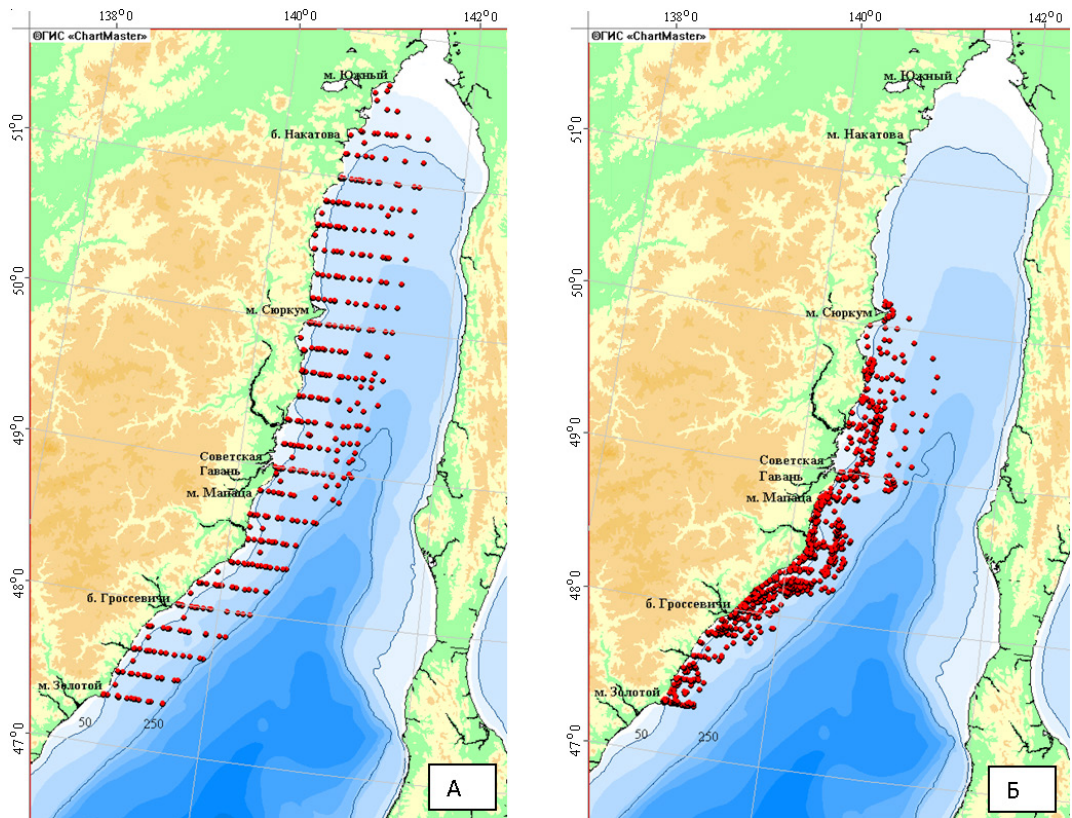 138°0
140°0
142°0
©ГИС «ChartMaster»
м. Южный
51°0
б. Накатова
50°0
м. Сюркум
49°0
Советская
Гавань
м. Мапаца
48°0
б. Гроссевичи
м. Золотой
50
250
47°0
А
138°0
140°0
142°0
©ГИС «ChartMaster»
м. Южный
51°0
м. Накатова
50°0
м. Сюркум
49°0
Советская
Гавань
м. Мапаца
48°0
б. Гроссевичи
м. Золотой
50
250
47°0
Б